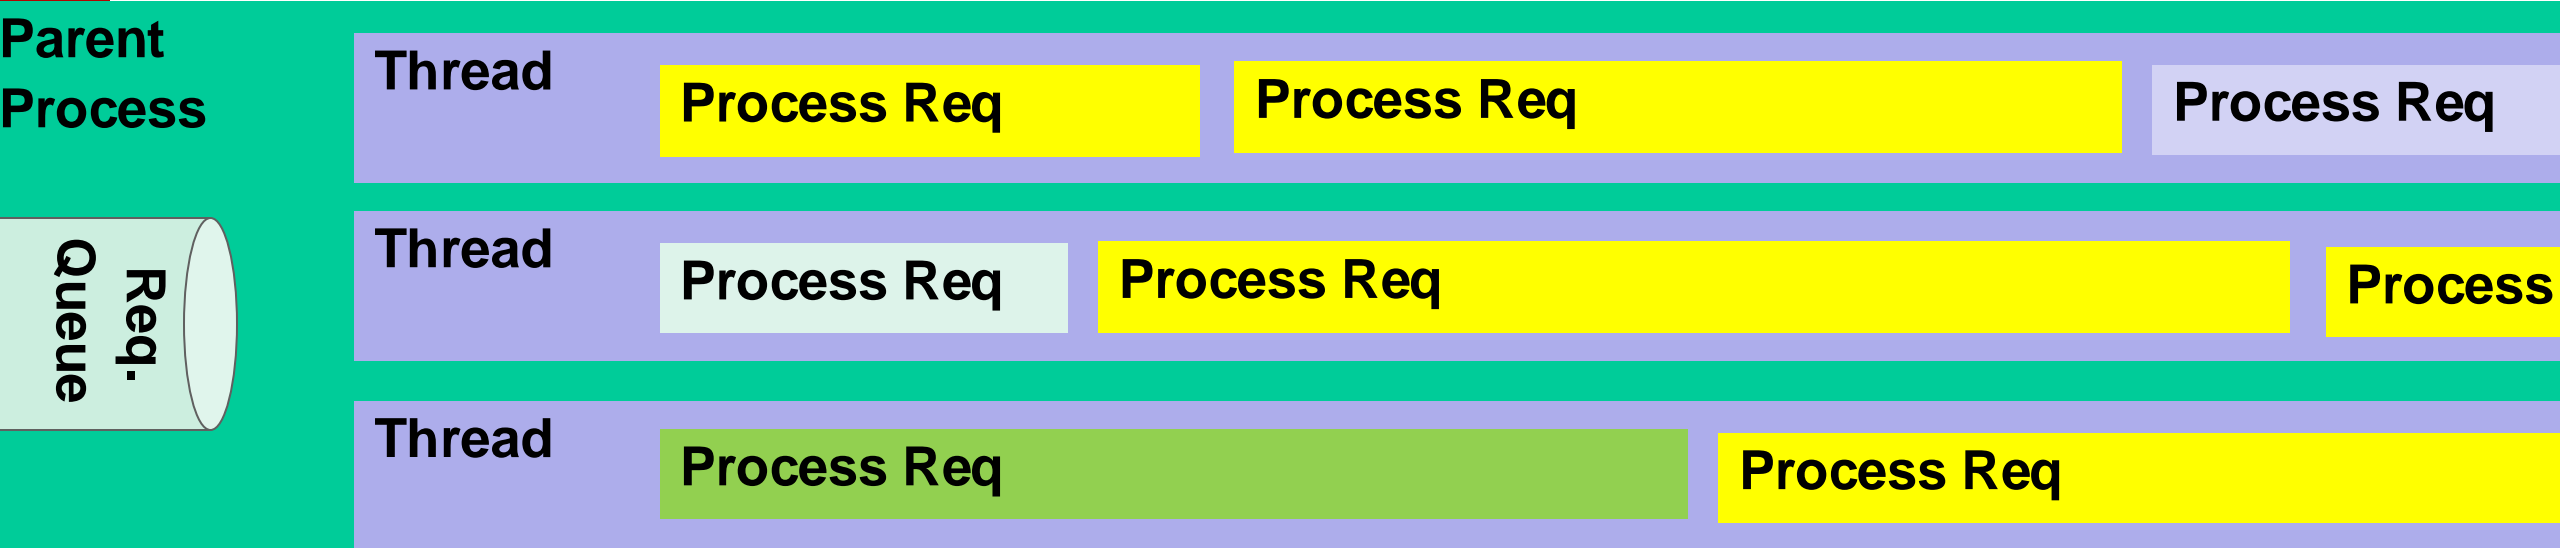 Parent
Process
Thread
Process Req
Process Req
Process Req
Req.
Queue
Thread
Process Req
Process Req
Process
Thread
Process Req
Process Req